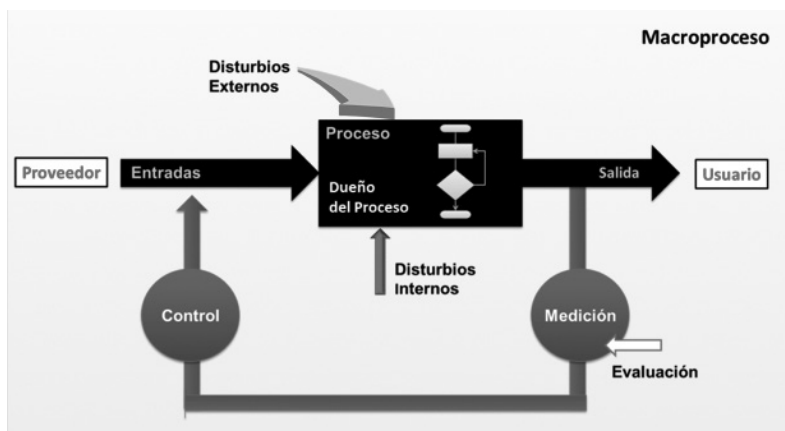 Macroproceso
Disturbios
Externos
Proceso
Proveedor
Entradas
Dueño
del Proceso
Salida
Usuario
Disturbios
Internos
Control
Medición
Evaluación